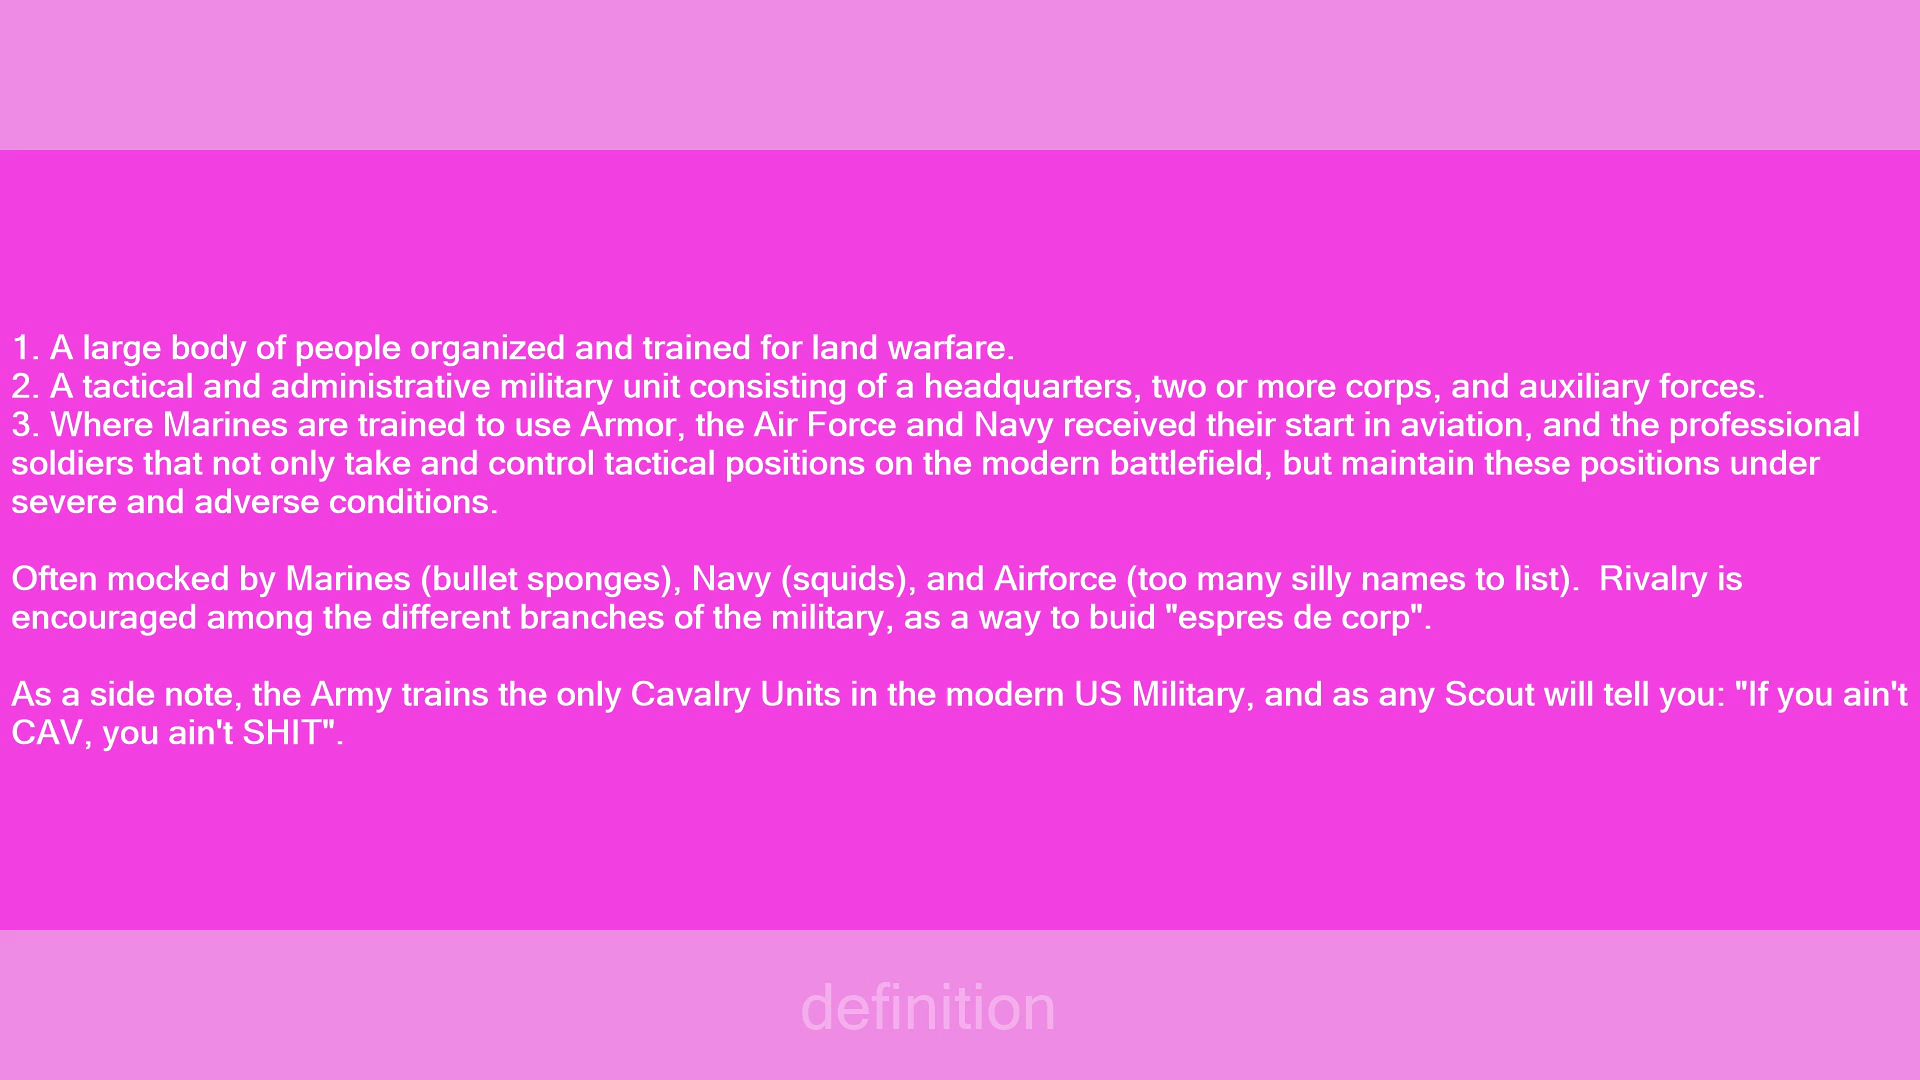 1. A large body of people organized and trained for land warfare.
2. A tactical and administrative military unit consisting of a headquarters, two or more corps, and auxiliary forces.
3. Where Marines are trained to use Armor, the Air Force and Navy received their start in aviation, and the professional
soldiers that not only take and control tactical positions on the modern battlefield, but maintain these positions under
severe and adverse conditions.
Often mocked by Marines (bullet sponges), Navy (squids), and Airforce (too many silly names to list).  Rivalry is
encouraged among the different branches of the military, as a way to buid "espres de corp".
As a side note, the Army trains the only Cavalry Units in the modern US Military, and as any Scout will tell you: "If you ain't
CAV, you ain't SHIT".
definition